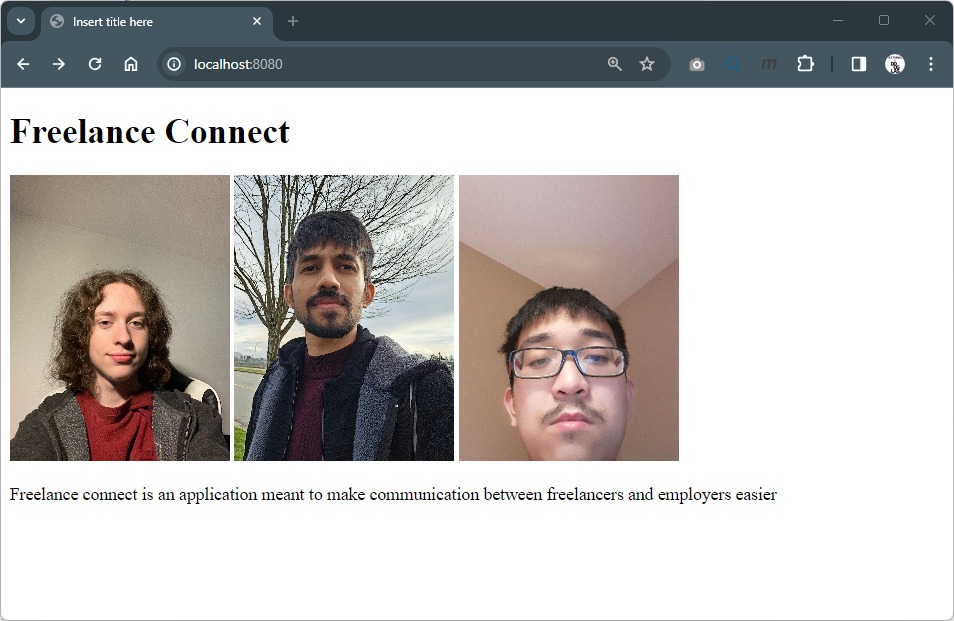 Insert title here
localhost:8080
Freelance Connect
Freelance connect is an application meant to make communication between freelancers and employers easier